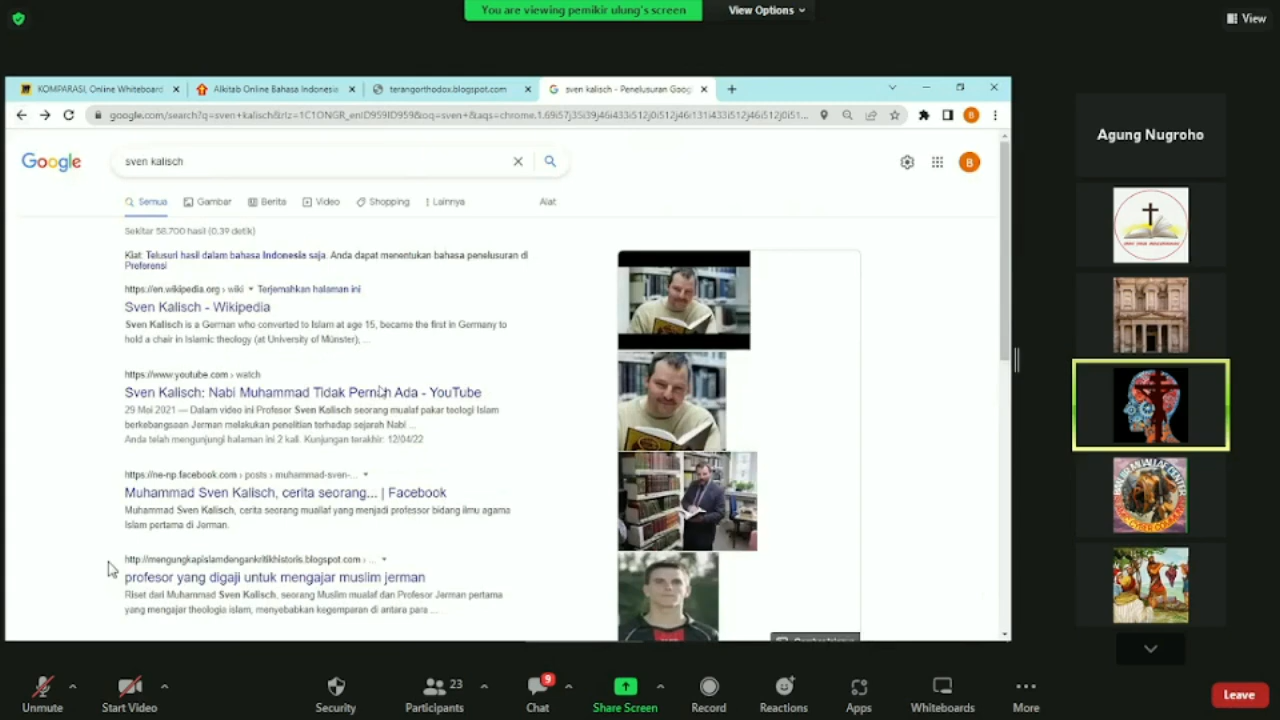 You are viewing pemikir ulung's screen
View Options
View
KOMPARASI, Online Whiteboard
Alkitab Online Bahasa Indonesia
terangorthodox.blogspot.com
sven kalisch - Penelusuran Goog
Google
sven kalisch
Semua
Gambar
Berita
Video
Shopping
Lainnya
Alat
Sekitar 58.700 hasil (0,39 detik)
Kiat: Telusuri hasil dalam bahasa Indonesia saja. Anda dapat menentukan bahasa penelusuran di
Preferensi
https://en.wikipedia.org › wiki Terjemahkan halaman ini
Sven Kalisch - Wikipedia
Sven Kalisch is a German who converted to Islam at age 15, became the first in Germany to
hold a chair in Islamic theology (at University of Münster), ...
https://www.youtube.com › watch
Sven Kalisch: Nabi Muhammad Tidak Pernah Ada - YouTube
29 Mei 2021 — Dalam video ini Profesor Sven Kalisch seorang mualaf pakar teologi Islam
berkebangsaan Jerman melakukan penelitian terhadap sejarah Nabi ...
Anda telah mengunjungi halaman ini 2 kali. Kunjungan terakhir: 12/04/22
https://ne-np.facebook.com › posts › muhammad-sven-...
Muhammad Sven Kalisch, cerita seorang... | Facebook
Muhammad Sven Kalisch, cerita seorang mualaf yang menjadi professor bidang ilmu agama
Islam pertama di Jerman.
http://mengungkapislamdengankritikhistoris.blogspot.com › ...
profesor yang digaji untuk mengajar muslim jerman
Riset dari Muhammad Sven Kalisch, seorang Muslim mualaf dan Profesor Jerman pertama
yang mengajar theologia islam, menyebabkan kegemparan di antara para ...
Agung Nugroho
Unmute
Start Video
Security
Participants
23
Chat
9
Share Screen
Record
Reactions
Apps
Whiteboards
More
Leave